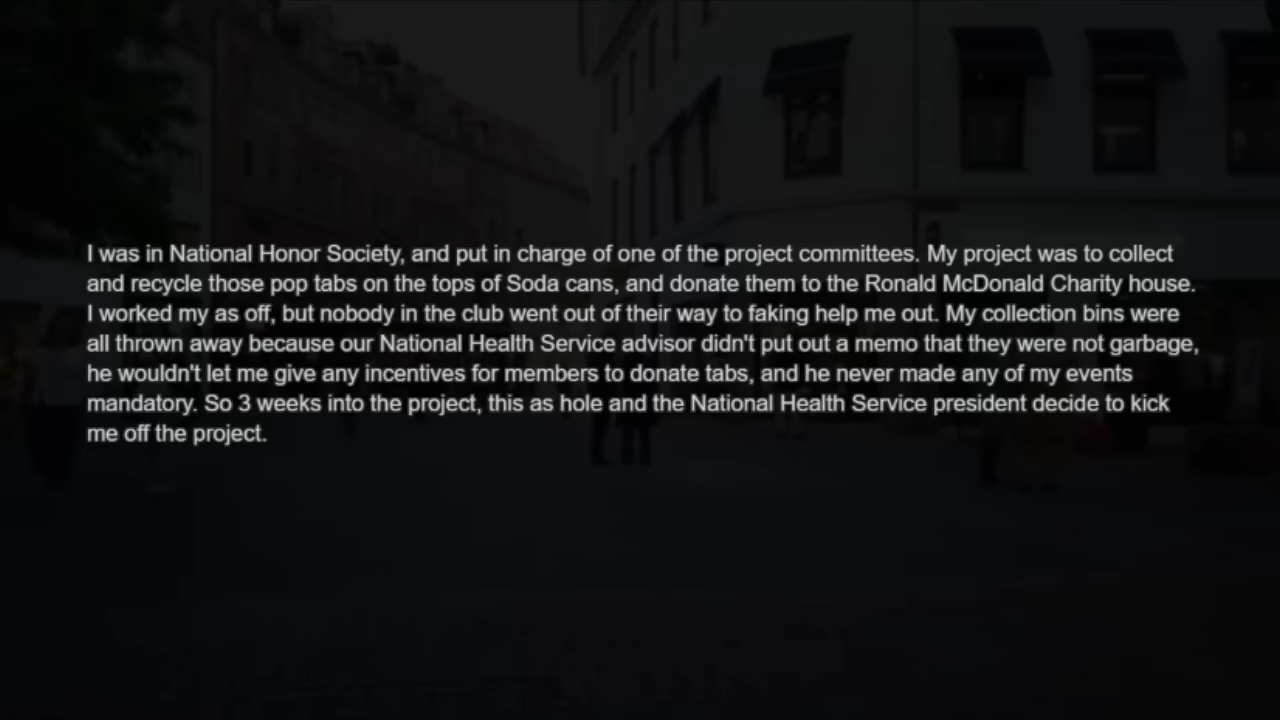 I was in National Honor Society, and put in charge of one of the project committees. My project was to collect
and recycle those pop tabs on the tops of Soda cans, and donate them to the Ronald McDonald Charity house.
I worked my as off, but nobody in the club went out of their way to faking help me out. My collection bins were
all thrown away because our National Health Service advisor didn't put out a memo that they were not garbage,
he wouldn't let me give any incentives for members to donate tabs, and he never made any of my events
mandatory. So 3 weeks into the project, this as hole and the National Health Service president decide to kick
me off the project.